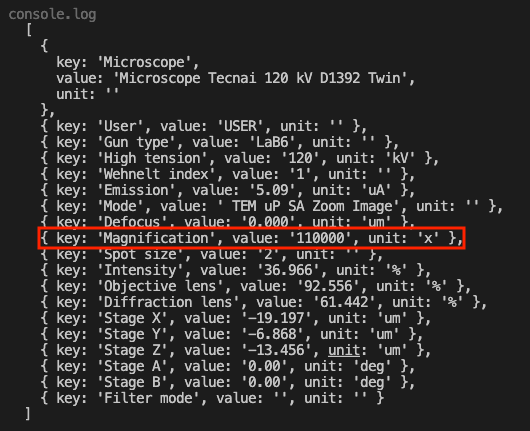 console.log
[
{
key: 'Microscope',
value: 'Microscope Tecnai 120 kV D1392 Twin',
unit: ''
},
{ key: 'User', value: 'USER', unit: '' },
{ key: 'Gun type', value: 'LaB6', unit: '' },
{ key: 'High tension', value: '120', unit: 'kV' },
{ key: 'Wehnelt index', value: '1', unit: '' },
{ key: 'Emission', value: '5.09', unit: 'uA' },
{ key: 'Mode', value: ' TEM uP SA Zoom Image', unit: '' },
{ key: 'Defocus', value: '0.000', unit: 'um' },
{ key: 'Magnification', value: '110000', unit: 'x' },
{ key: 'Spot size', value: '2', unit: '' },
{ key: 'Intensity', value: '36.966', unit: '%' },
{ key: 'Objective lens', value: '92.556', unit: '%' },
{ key: 'Diffraction lens', value: '61.442', unit: '%' },
{ key: 'Stage X', value: '-19.197', unit: 'um' },
{ key: 'Stage Y', value: '-6.868', unit: 'um' },
{ key: 'Stage Z', value: '-13.456', unit: 'um' },
{ key: 'Stage A', value: '0.00', unit: 'deg' },
{ key: 'Stage B', value: '0.00', unit: 'deg' },
{ key: 'Filter mode', value: '', unit: '' }
]